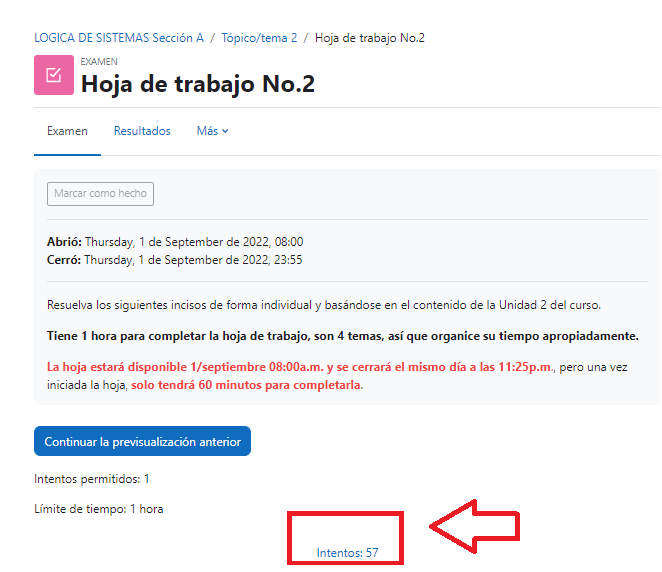 LOGICA DE SISTEMAS Sección A / Tópico/tema 2 / Hoja de trabajo No.2
EXAMEN
Hoja de trabajo No.2
Examen Resultados Más
Marcar como hecho
Abrió: Thursday, 1 de September de 2022, 08:00
Cerró: Thursday, 1 de September de 2022, 23:55
Resuelva los siguientes incisos de forma individual y basándose en el contenido de la Unidad 2 del curso.
Tiene 1 hora para completar la hoja de trabajo, son 4 temas, así que organice su tiempo apropiadamente.
La hoja estará disponible 1/septiembre 08:00a.m. y se cerrará el mismo día a las 11:25p.m., pero una vez
iniciada la hoja, solo tendrá 60 minutos para completarla.
Continuar la previsualización anterior
Intentos permitidos: 1
Límite de tiempo: 1 hora
Intentos: 57